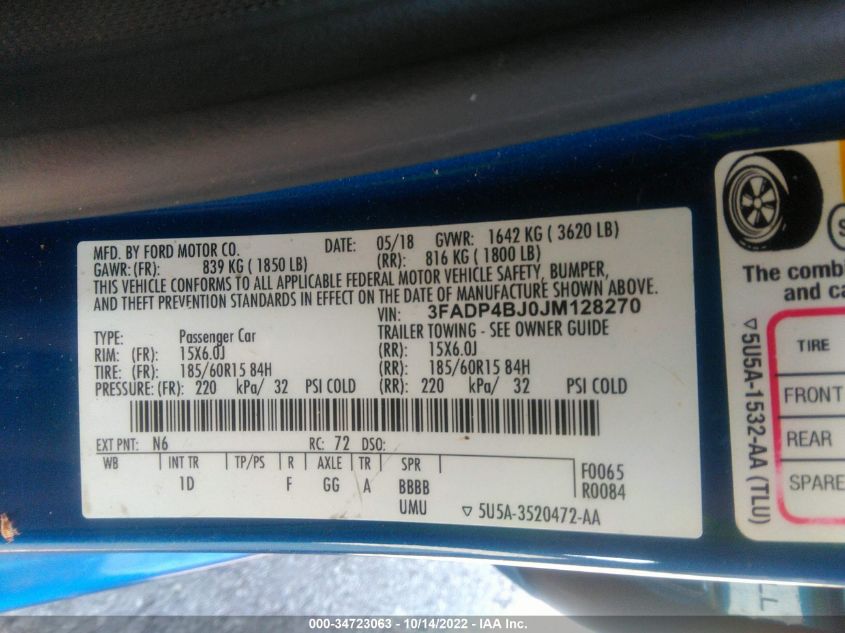 MFD. BY FORD MOTOR CO.
DATE: 05/18 GVWR: 1642 KG ( 3620 LB)
GAWR: (FR): 839 KG ( 1850 LB) (RR): 816 KG ( 1800 LB)
THIS VEHICLE CONFORMS TO ALL APPLICABLE FEDERAL MOTOR VEHICLE SAFETY, BUMPER,
AND THEFT PREVENTION STANDARDS IN EFFECT ON THE DATE OF MANUFACTURE SHOWN ABOVE.
VIN: 3FADP4BJ0JM128270
TYPE: Passenger Car TRAILER TOWING - SEE OWNER GUIDE
RIM: (FR): 15X6.0J (RR): 15X6.0J
TIRE: (FR): 185/60R15 84H (RR): 185/60R15 84H
PRESSURE: (FR): 220 kPa/ 32 PSI COLD (RR): 220 kPa/ 32 PSI COLD
EXT PNT: N6 RC: 72 DSO:
WB INT TR TP/PS R AXLE TR SPR
1D F GG A BBBB
UMU
F0065
R0084
▽ 5U5A-3520472-AA
The comb
and ca
TIRE
FRONT
REAR
SPARE
▽ 5U5A-1532-AA (TLU)
000-34723063 - 10/14/2022 - IAA Inc.